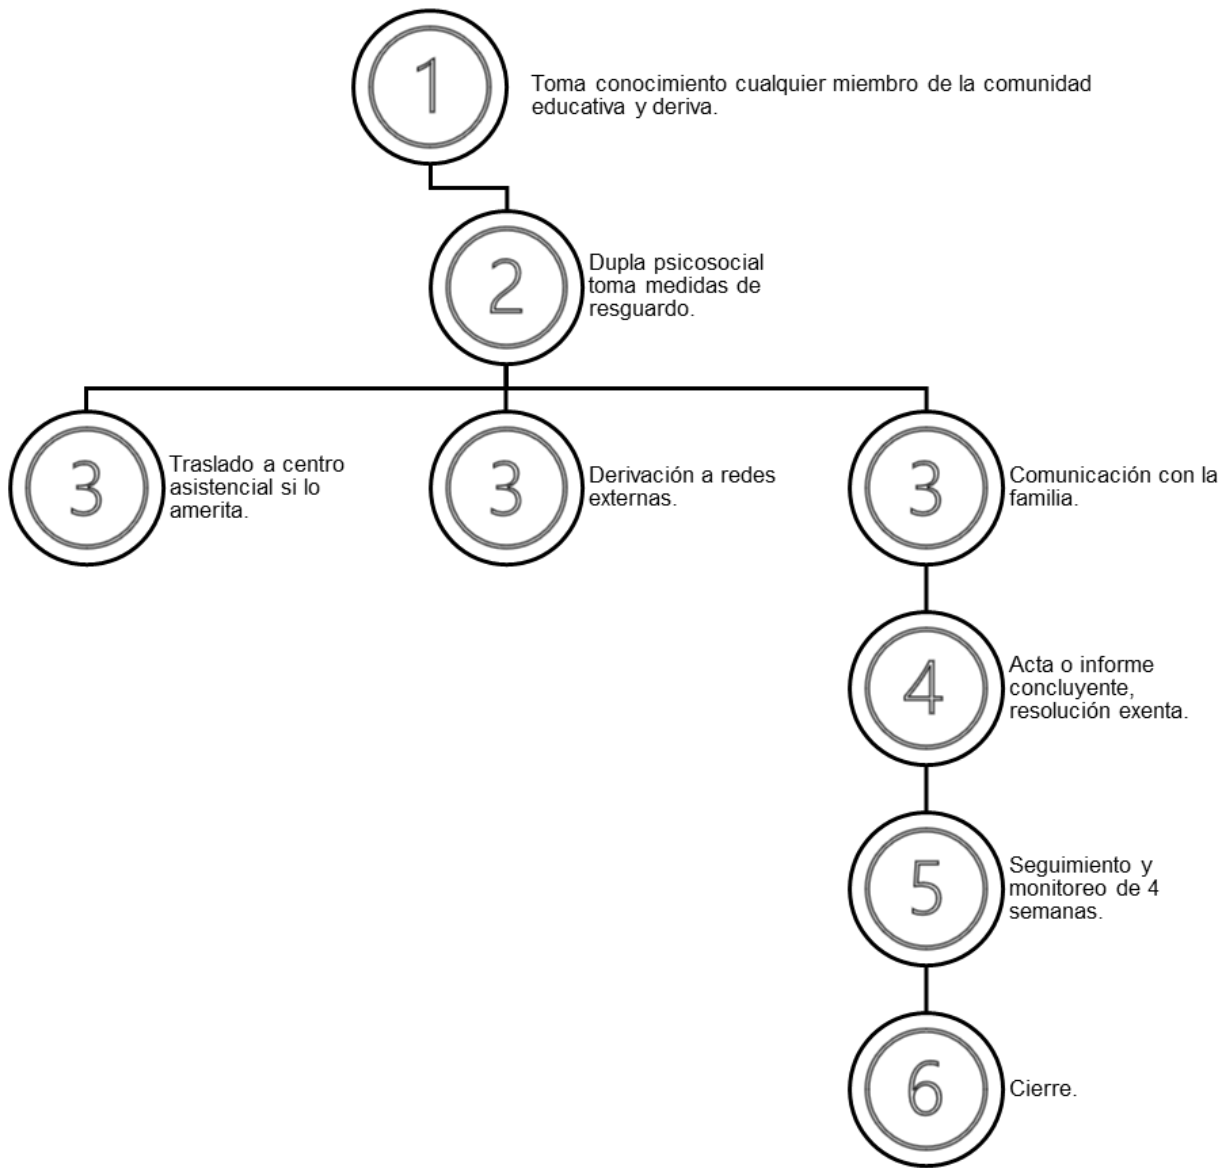 1
Toma conocimiento cualquier miembro de la comunidad
educativa y deriva.
2
Dupla psicosocial
toma medidas de
resguardo.
3
Traslado a centro
asistencial si lo
amerita.
3
Derivación a redes
externas.
3
Comunicación con la
familia.
4
Acta o informe
concluyente,
resolución exenta.
5
Seguimiento y
monitoreo de 4
semanas.
6
Cierre.